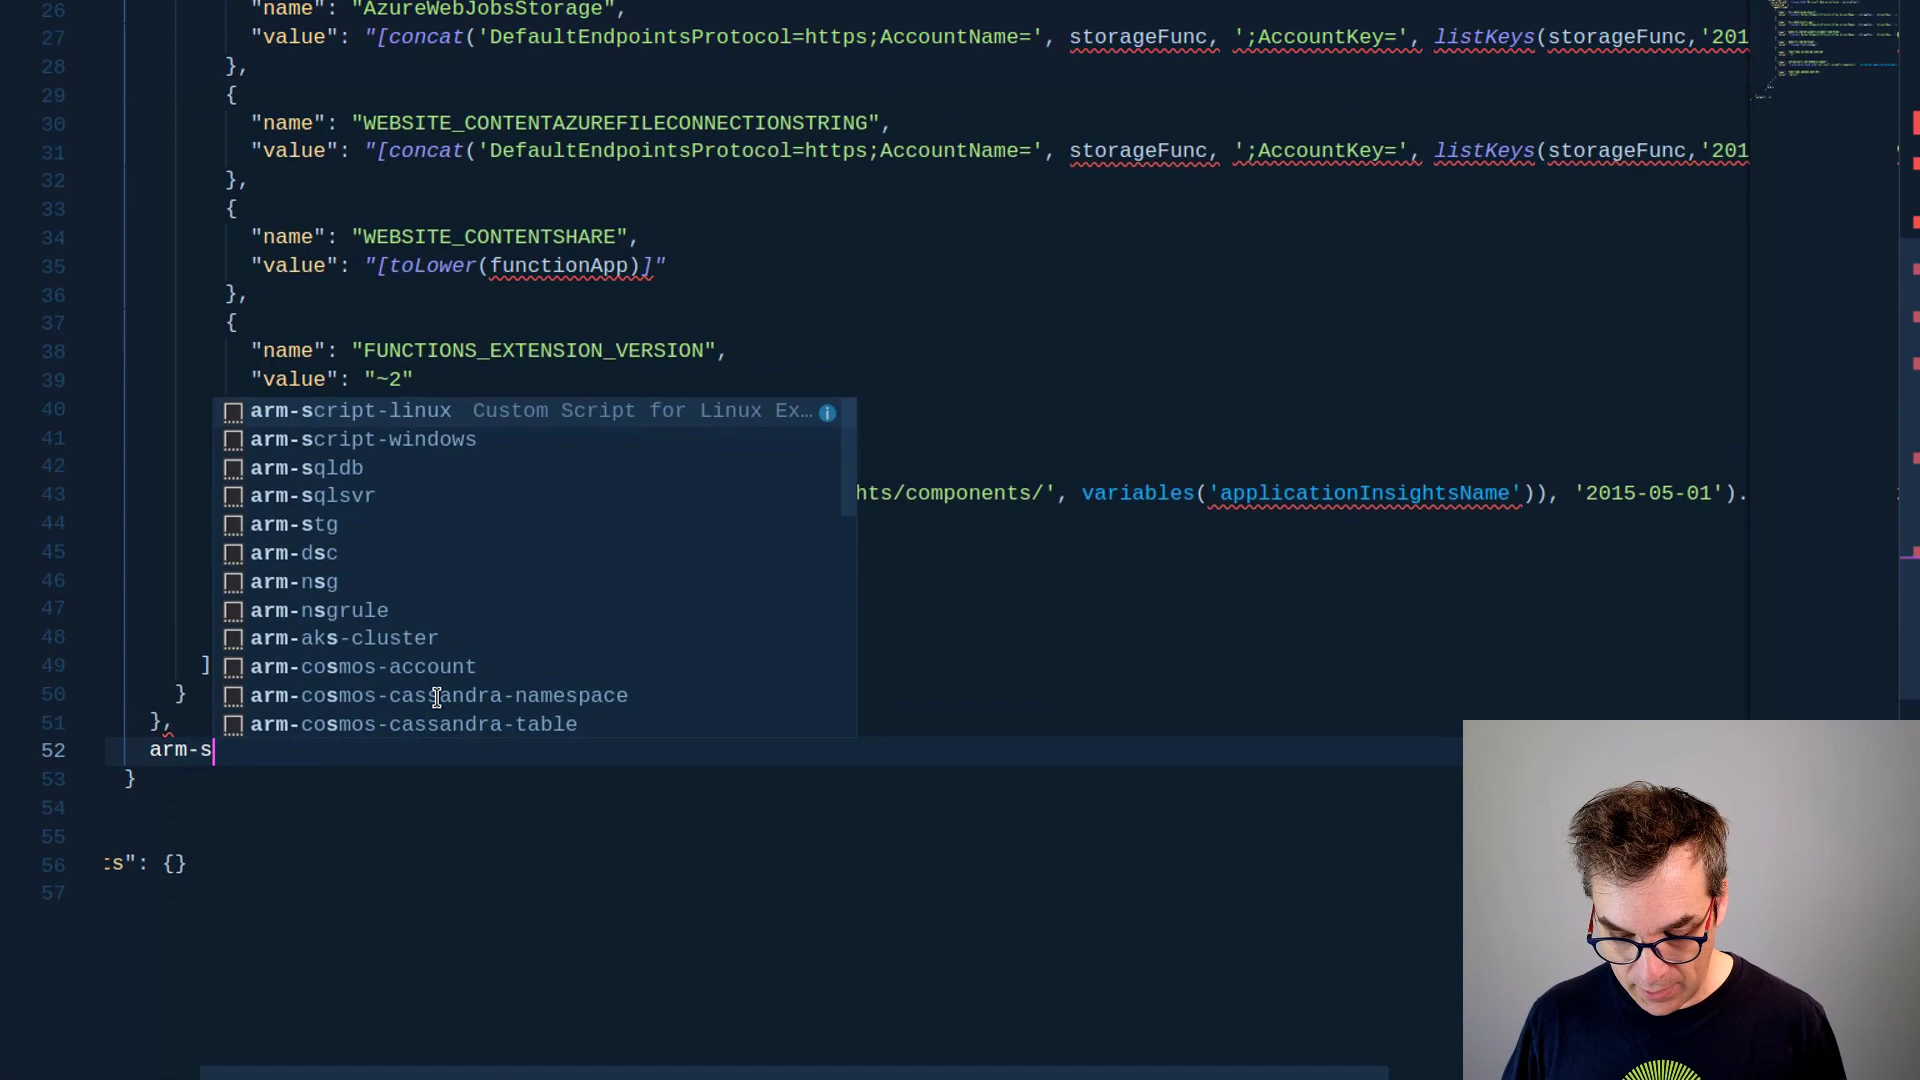 26 "name": "AzureWebJobsStorage",
27 "value": "[concat('DefaultEndpointsProtocol=https;AccountName=', storageFunc, ';AccountKey=', listKeys(storageFunc,'201
28 },
29 {
30 "name": "WEBSITE_CONTENTAZUREFILECONNECTIONSTRING",
31 "value": "[concat('DefaultEndpointsProtocol=https;AccountName=', storageFunc, ';AccountKey=', listKeys(storageFunc,'201
32 },
33 {
34 "name": "WEBSITE_CONTENTSHARE",
35 "value": "[toLower(functionApp)]"
36 },
37 {
38 "name": "FUNCTIONS_EXTENSION_VERSION",
39 "value": "~2"
40 arm-script-linux Custom Script for Linux Ex…
41 arm-script-windows
42 arm-sqldb
43 arm-sqlsvr hts/components/', variables('applicationInsightsName')), '2015-05-01').
44 arm-stg
45 arm-dsc
46 arm-nsg
47 arm-nsgrule
48 arm-aks-cluster
49 ] arm-cosmos-account
50 } arm-cosmos-cassandra-namespace
51 }, arm-cosmos-cassandra-table
52 arm-s
53 }
54
55
56 ts": {}
57